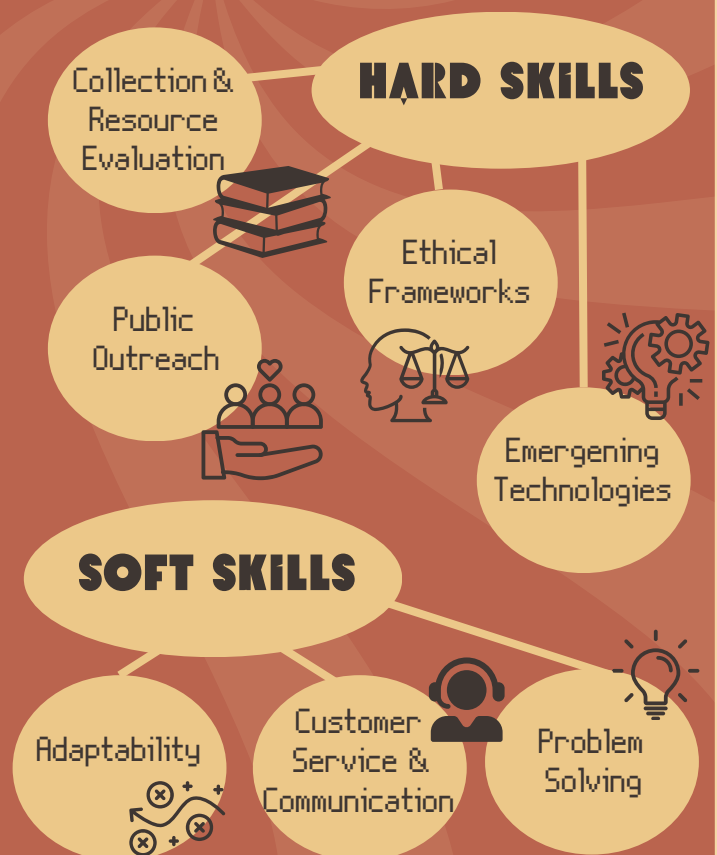 HARD SKILLS
Collection &
Resource
Evaluation
Ethical
Frameworks
Public
Outreach
Emergening
Technologies
SOFT SKILLS
Adaptability
Customer
Service &
Communication
Problem
Solving